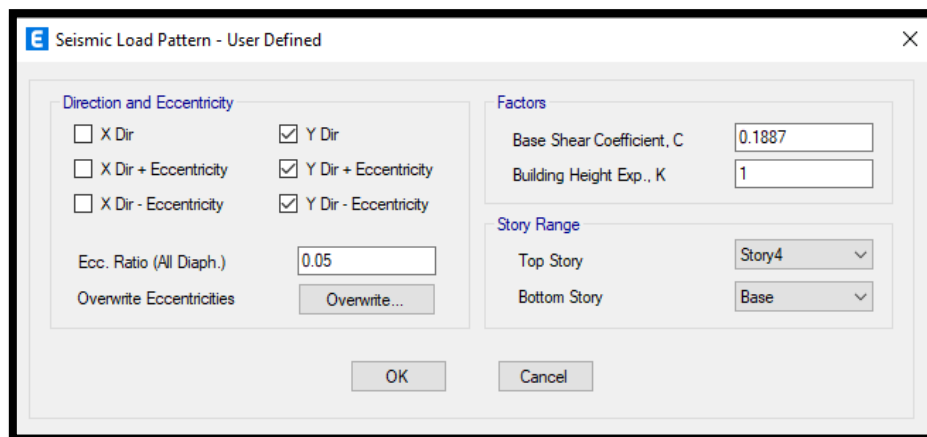 E Seismic Load Pattern - User Defined
Direction and Eccentricity
X Dir
Y Dir
X Dir + Eccentricity
Y Dir + Eccentricity
X Dir - Eccentricity
Y Dir - Eccentricity
Ecc. Ratio (All Diaph.)
0.05
Overwrite Eccentricities
Overwrite...
Factors
Base Shear Coefficient, C
0.1887
Building Height Exp., K
1
Story Range
Top Story
Story4
Bottom Story
Base
OK
Cancel